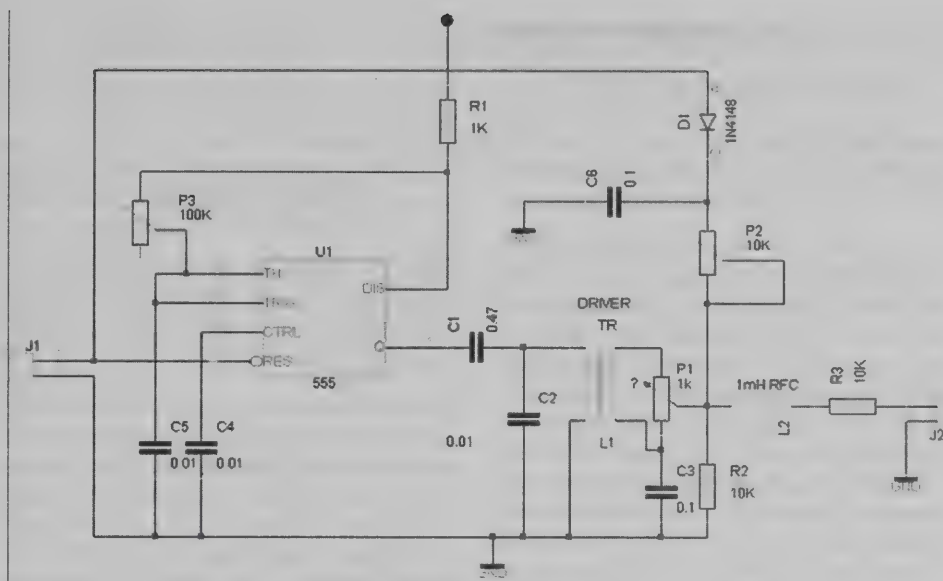 R1
1K
D1
1N4148
C6
0.1
P3
100K
P2
10K
U1
TH
DIS
CTRL
RES
Q
555
C1
0.47
DRIVER
TR
P1
1k
?
1mH RFC
R3
10K
J1
C5
0.01
C4
0.01
C2
0.01
L1
C3
0.1
R2
10K
L2
J2
GND
GND